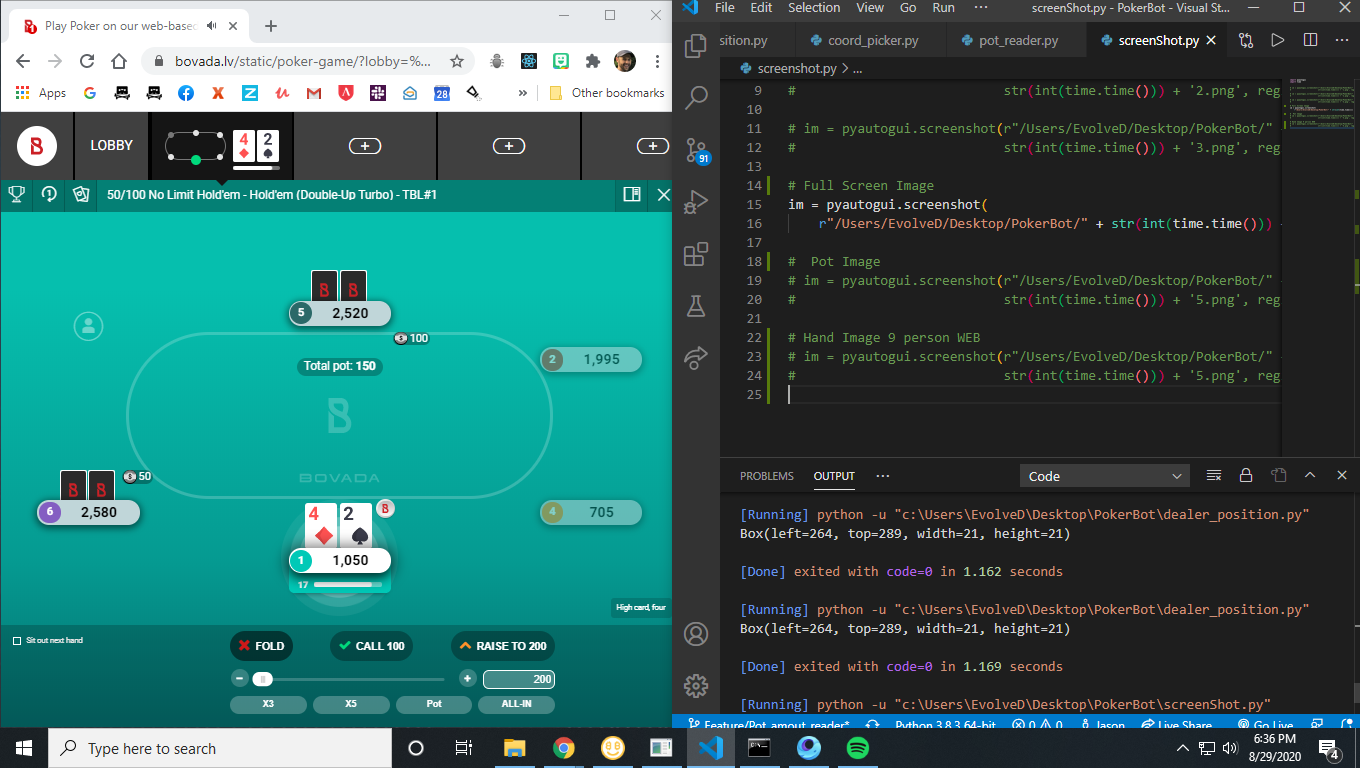 Play Poker on our web-based
bovada.lv/static/poker-game/?lobby=%...
Apps
28
»
Other bookmarks
LOBBY
4 2
50/100 No Limit Hold'em - Hold'em (Double-Up Turbo) - TBL#1
5 2,520
100
Total pot: 150
2 1,995
BOVADA
50
6 2,580
4 2
4 705
1 1,050
17
High card, four
Sit out next hand
FOLD
CALL 100
RAISE TO 200
200
X3
X5
Pot
ALL-IN
File Edit Selection View Go Run ··· screenShot.py - PokerBot - Visual St...
sition.py coord_picker.py pot_reader.py screenShot.py
screenshot.py > ...
9 # str(int(time.time())) + '2.png', reg
10
11 # im = pyautogui.screenshot(r"/Users/EvolveD/Desktop/PokerBot/" +
12 # str(int(time.time())) + '3.png', reg
13
14 # Full Screen Image
15 im = pyautogui.screenshot(
16 r"/Users/EvolveD/Desktop/PokerBot/" + str(int(time.time())) +
17
18 #  Pot Image
19 # im = pyautogui.screenshot(r"/Users/EvolveD/Desktop/PokerBot/" +
20 # str(int(time.time())) + '5.png', reg
21
22 # Hand Image 9 person WEB
23 # im = pyautogui.screenshot(r"/Users/EvolveD/Desktop/PokerBot/" +
24 # str(int(time.time())) + '5.png', reg
25
91
PROBLEMS OUTPUT ··· Code
[Running] python -u "c:\Users\EvolveD\Desktop\PokerBot\dealer_position.py"
Box(left=264, top=289, width=21, height=21)
[Done] exited with code=0 in 1.162 seconds
[Running] python -u "c:\Users\EvolveD\Desktop\PokerBot\dealer_position.py"
Box(left=264, top=289, width=21, height=21)
[Done] exited with code=0 in 1.169 seconds
[Running] python -u "c:\Users\EvolveD\Desktop\PokerBot\screenShot.py"
Feature/Pot_amout_reader* Python 3.8.3 64-bit 0 0 Jason Live Share Go Live
Type here to search
6:36 PM
8/29/2020
4